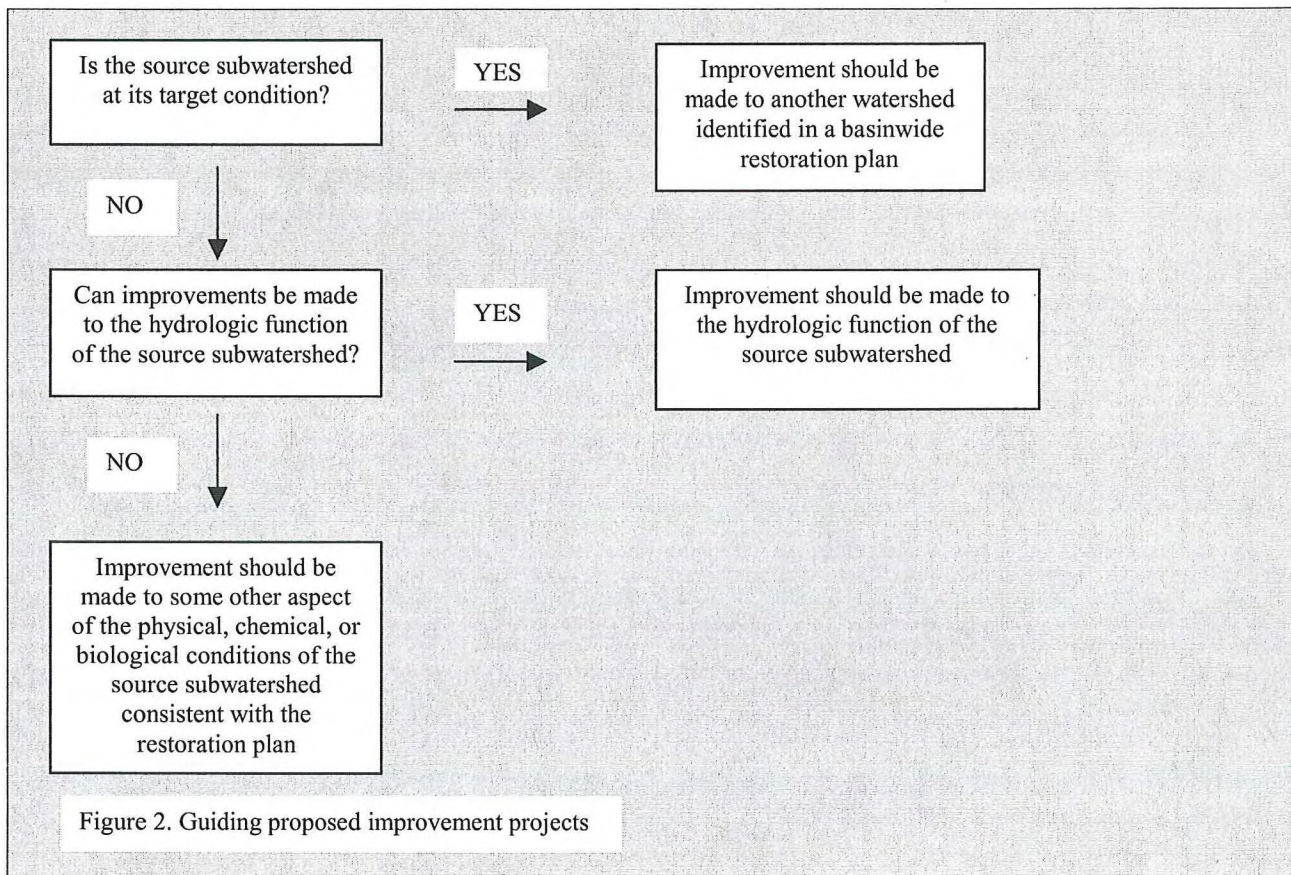 Is the source subwatershed
at its target condition?
YES
Improvement should be
made to another watershed
identified in a basinwide
restoration plan
NO
Can improvements be made
to the hydrologic function
of the source subwatershed?
YES
Improvement should be made to
the hydrologic function of the
source subwatershed
NO
Improvement should be
made to some other aspect
of the physical, chemical, or
biological conditions of the
source subwatershed
consistent with the
restoration plan
Figure 2. Guiding proposed improvement projects